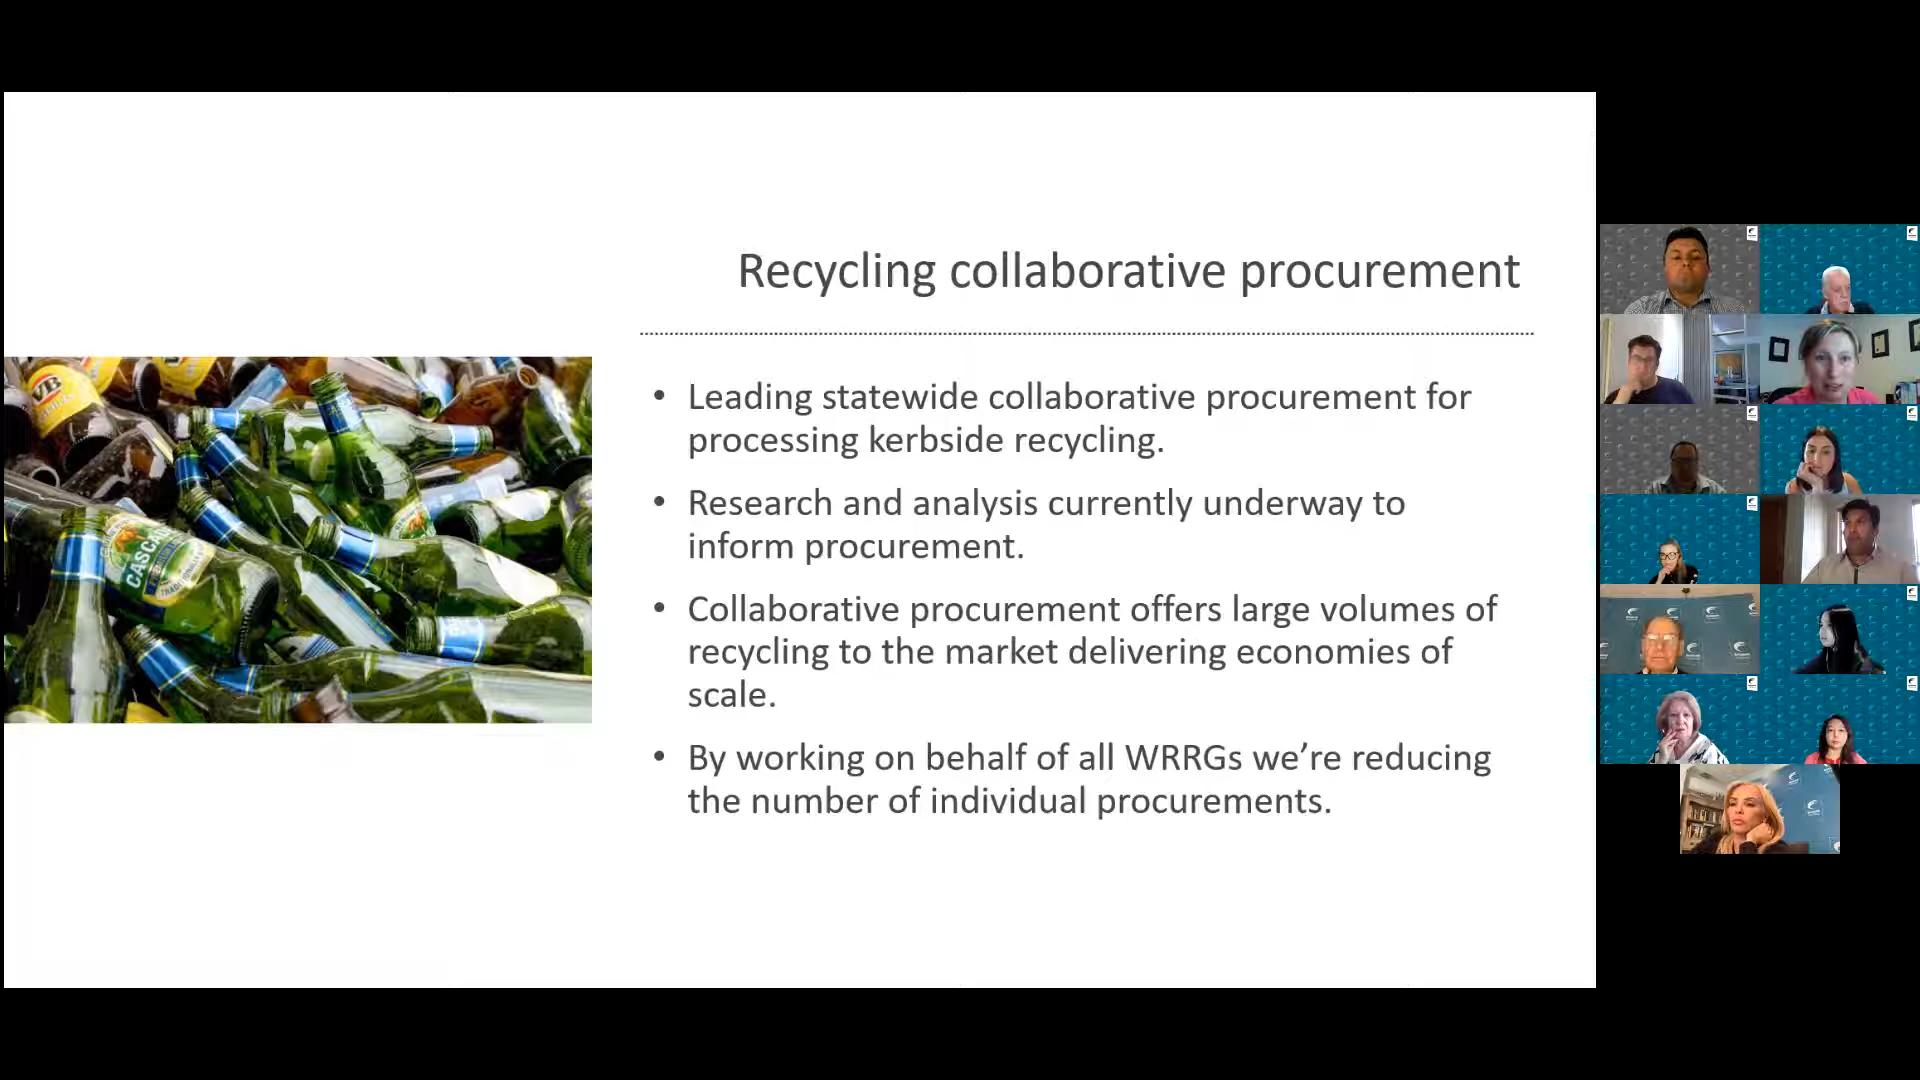 Recycling collaborative procurement
• Leading statewide collaborative procurement for
processing kerbside recycling.
• Research and analysis currently underway to
inform procurement.
• Collaborative procurement offers large volumes of
recycling to the market delivering economies of
scale.
• By working on behalf of all WRRGs we’re reducing
the number of individual procurements.
VB
CASCA